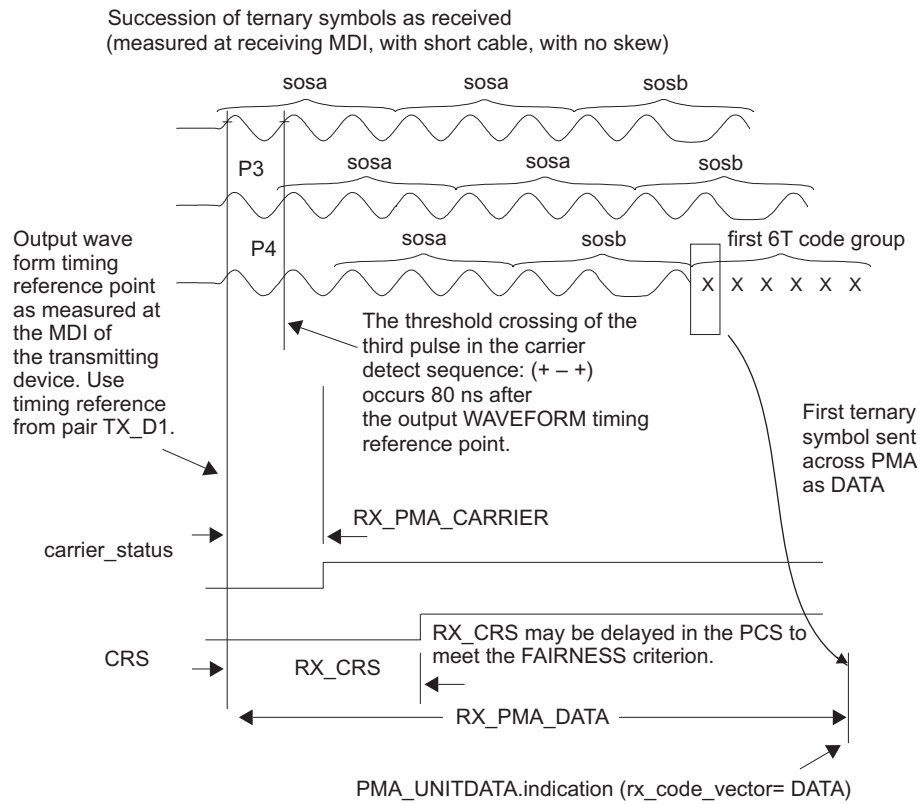 Succession of ternary symbols as received
(measured at receiving MDI, with short cable, with no skew)
sosa
sosa
sosb
P3
sosa
sosa
sosb
P4
sosa
sosb
first 6T code group
X X X X X X
Output wave
form timing
reference point
as measured at
the MDI of
the transmitting
device. Use
timing reference
from pair TX_D1.
The threshold crossing of the
third pulse in the carrier
detect sequence: (+ – +)
occurs 80 ns after
the output WAVEFORM timing
reference point.
First ternary
symbol sent
across PMA
as DATA
RX_PMA_CARRIER
carrier_status
RX_CRS may be delayed in the PCS to
meet the FAIRNESS criterion.
CRS
RX_CRS
RX_PMA_DATA
PMA_UNITDATA.indication (rx_code_vector= DATA)